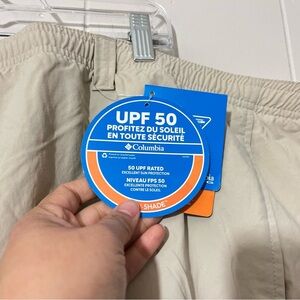 UPF 50
PROFITEZ DU SOLEIL
EN TOUTE SÉCURITÉ
Columbia
50 UPF RATED
EXCELLENT SUN PROTECTION
NIVEAU FPS 50
EXCELLENTE PROTECTION
CONTRE LE SOLEIL
SHADE